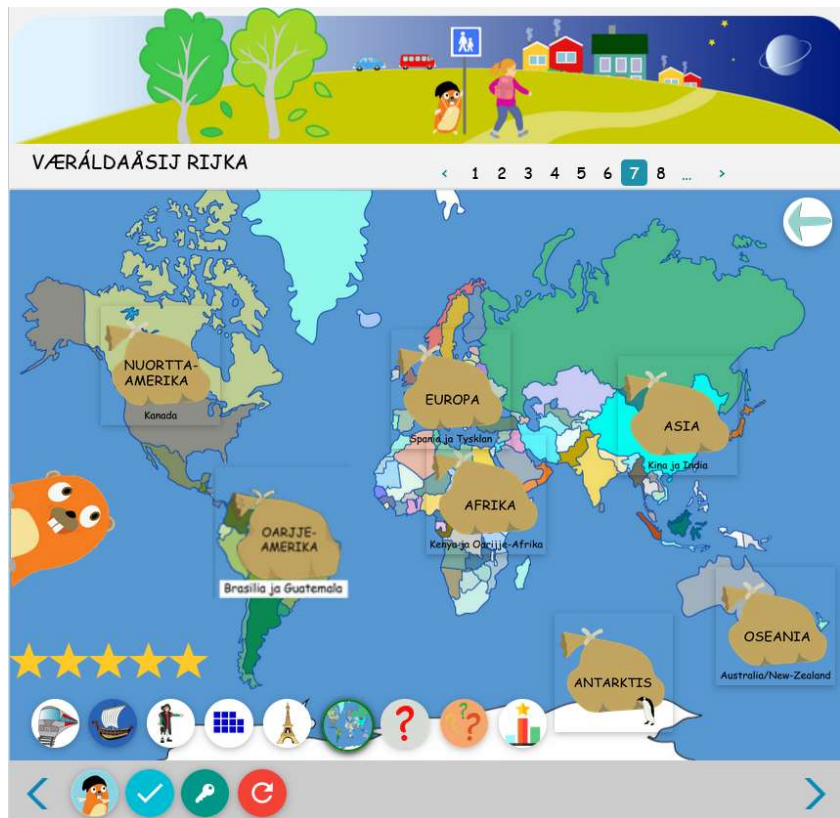 VÆRÁLDAÅSIJ RIJKA
‹ 1 2 3 4 5 6 7 8 ... ›
NUORTTA-
AMERIKA
Kanada
EUROPA
Spania ja Tysklan
ASIA
Kina ja India
AFRIKA
Kenya ja Oarjje-Afrika
OARJJE-
AMERIKA
Brasilia ja Guatemala
OSEANIA
Australia/New-Zealand
ANTARKTIS
?
? ?